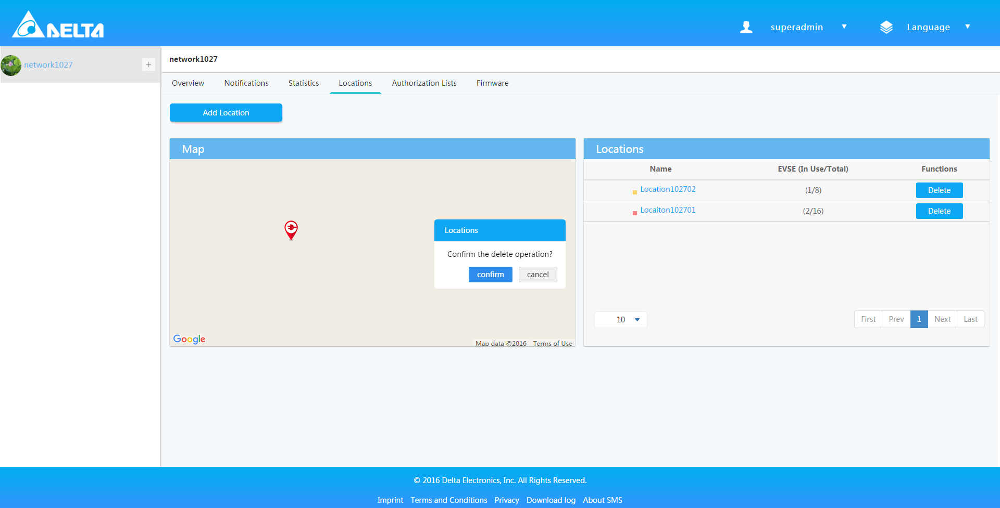 DELTA
superadmin
Language
network1027
+
network1027
Overview Notifications Statistics Locations Authorization Lists Firmware
Add Location
Map
Locations
Confirm the delete operation?
confirm cancel
Google
Map data ©2016 Terms of Use
Locations
Name EVSE (In Use/Total) Functions
Location102702 (1/8) Delete
Locaiton102701 (2/16) Delete
10
First Prev 1 Next Last
© 2016 Delta Electronics, Inc. All Rights Reserved.
Imprint Terms and Conditions Privacy Download log About SMS